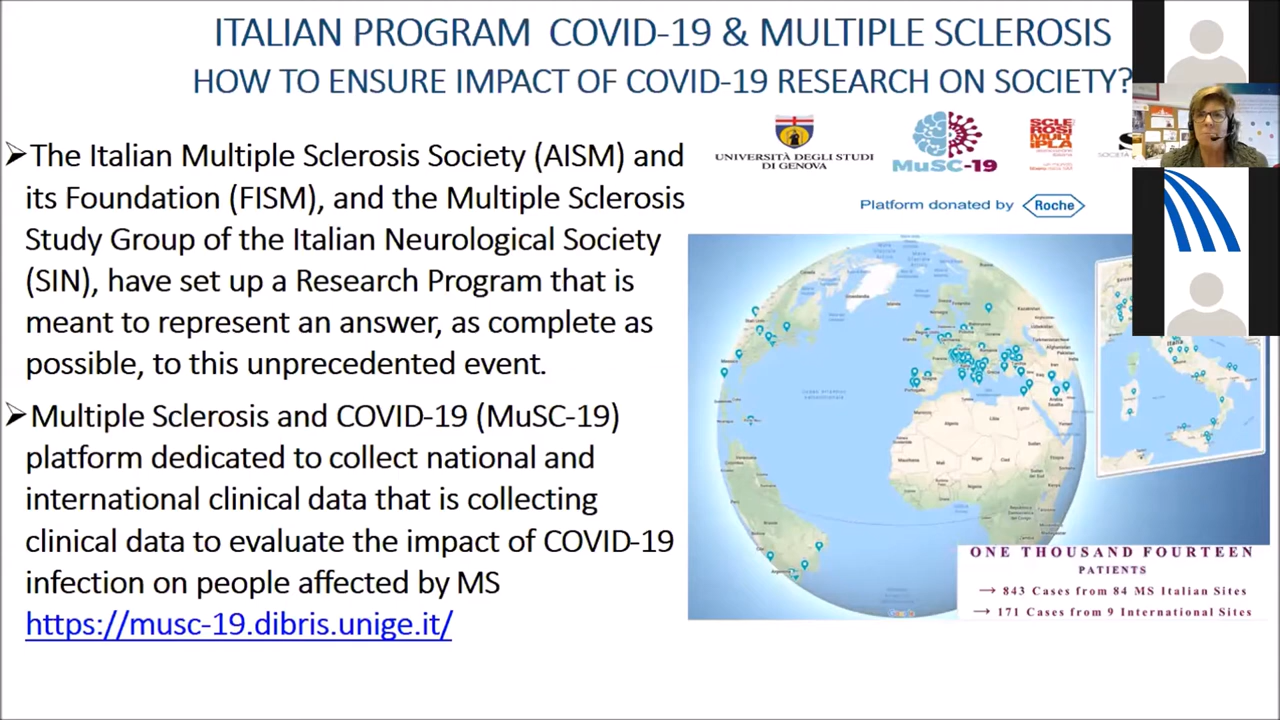 ITALIAN PROGRAM COVID-19 & MULTIPLE SCLEROSIS
HOW TO ENSURE IMPACT OF COVID-19 RESEARCH ON SOCIETY?
➢The Italian Multiple Sclerosis Society (AISM) and
its Foundation (FISM), and the Multiple Sclerosis
Study Group of the Italian Neurological Society
(SIN), have set up a Research Program that is
meant to represent an answer, as complete as
possible, to this unprecedented event.
➢Multiple Sclerosis and COVID-19 (MuSC-19)
platform dedicated to collect national and
international clinical data that is collecting
clinical data to evaluate the impact of COVID-19
infection on people affected by MS
https://musc-19.dibris.unige.it/
UNIVERSITÀ DEGLI STUDI
DI GENOVA
MuSC-19
SCLE
ROSI
MULT
IPLA
Platform donated by Roche
Italia
Algeria
ONE THOUSAND FOURTEEN
PATIENTS
→ 843 Cases from 84 MS Italian Sites
→ 171 Cases from 9 International Sites